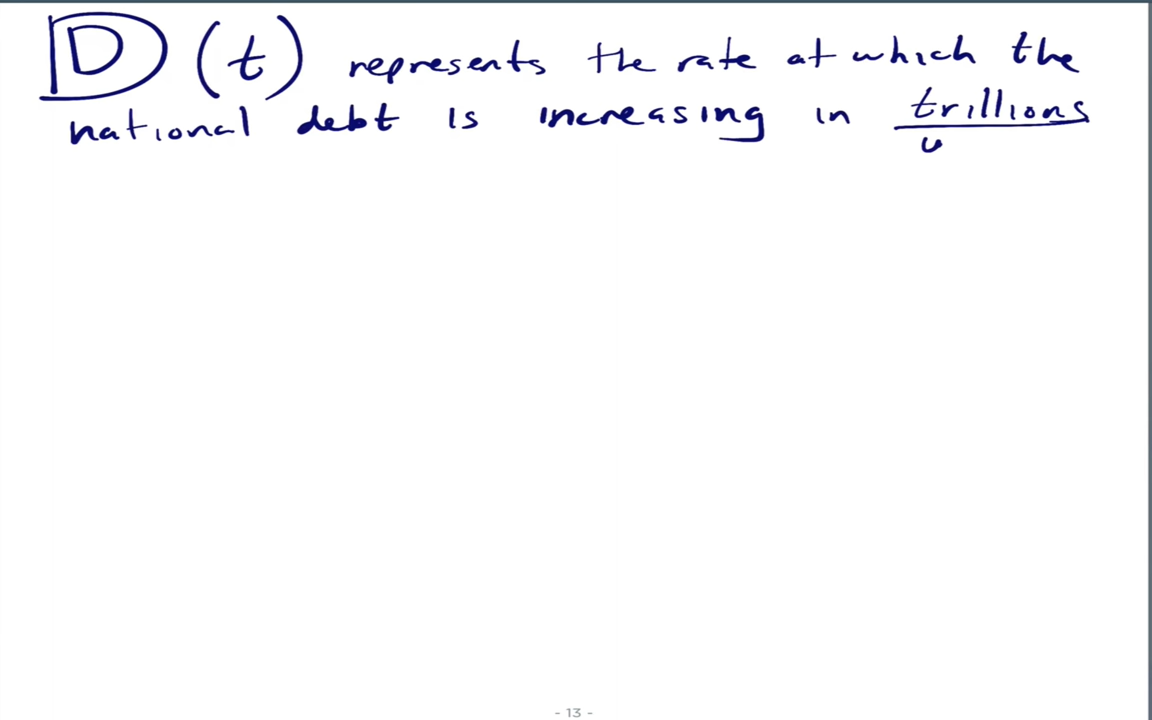 D (t) represents the rate at which the
national debt is increasing in trillions
- 13 -